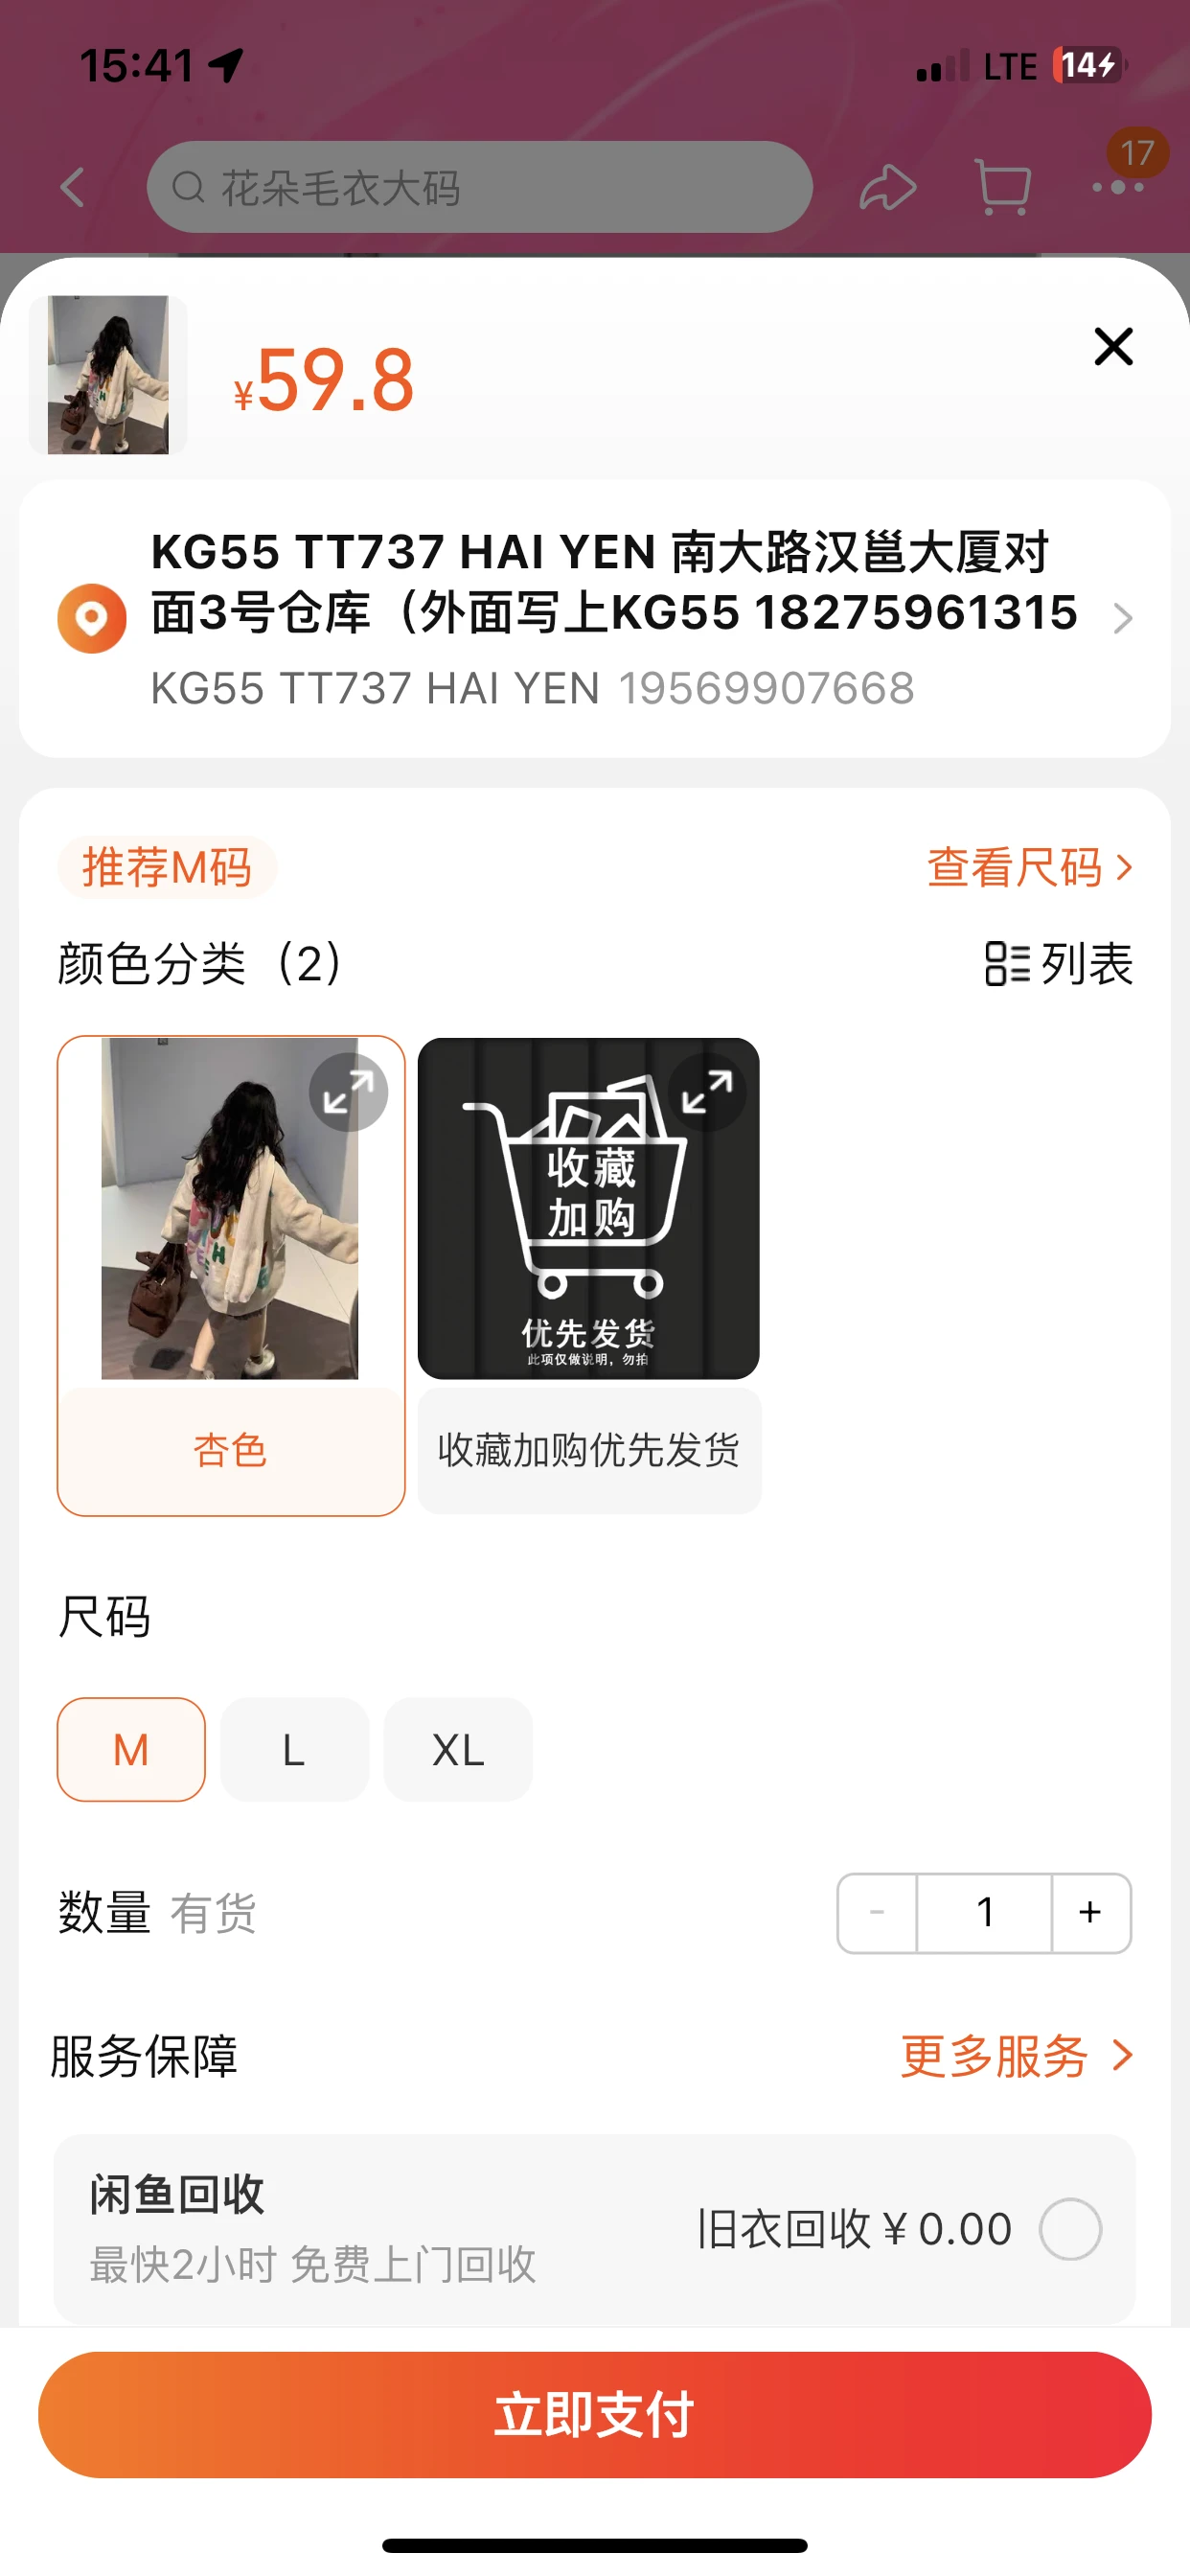 15:41
LTE
14
花朵毛衣大码
17
¥59.8
KG55 TT737 HAI YEN 南大路汉邕大厦对
面3号仓库（外面写上KG55 18275961315
KG55 TT737 HAI YEN 19569907668
推荐M码
查看尺码
颜色分类（2）
列表
收藏
加购
优先发货
此项仅做说明，勿拍
杏色
收藏加购优先发货
尺码
M
L
XL
数量 有货
- 1 +
服务保障
更多服务
闲鱼回收
旧衣回收 ¥ 0.00
最快2小时 免费上门回收
立即支付